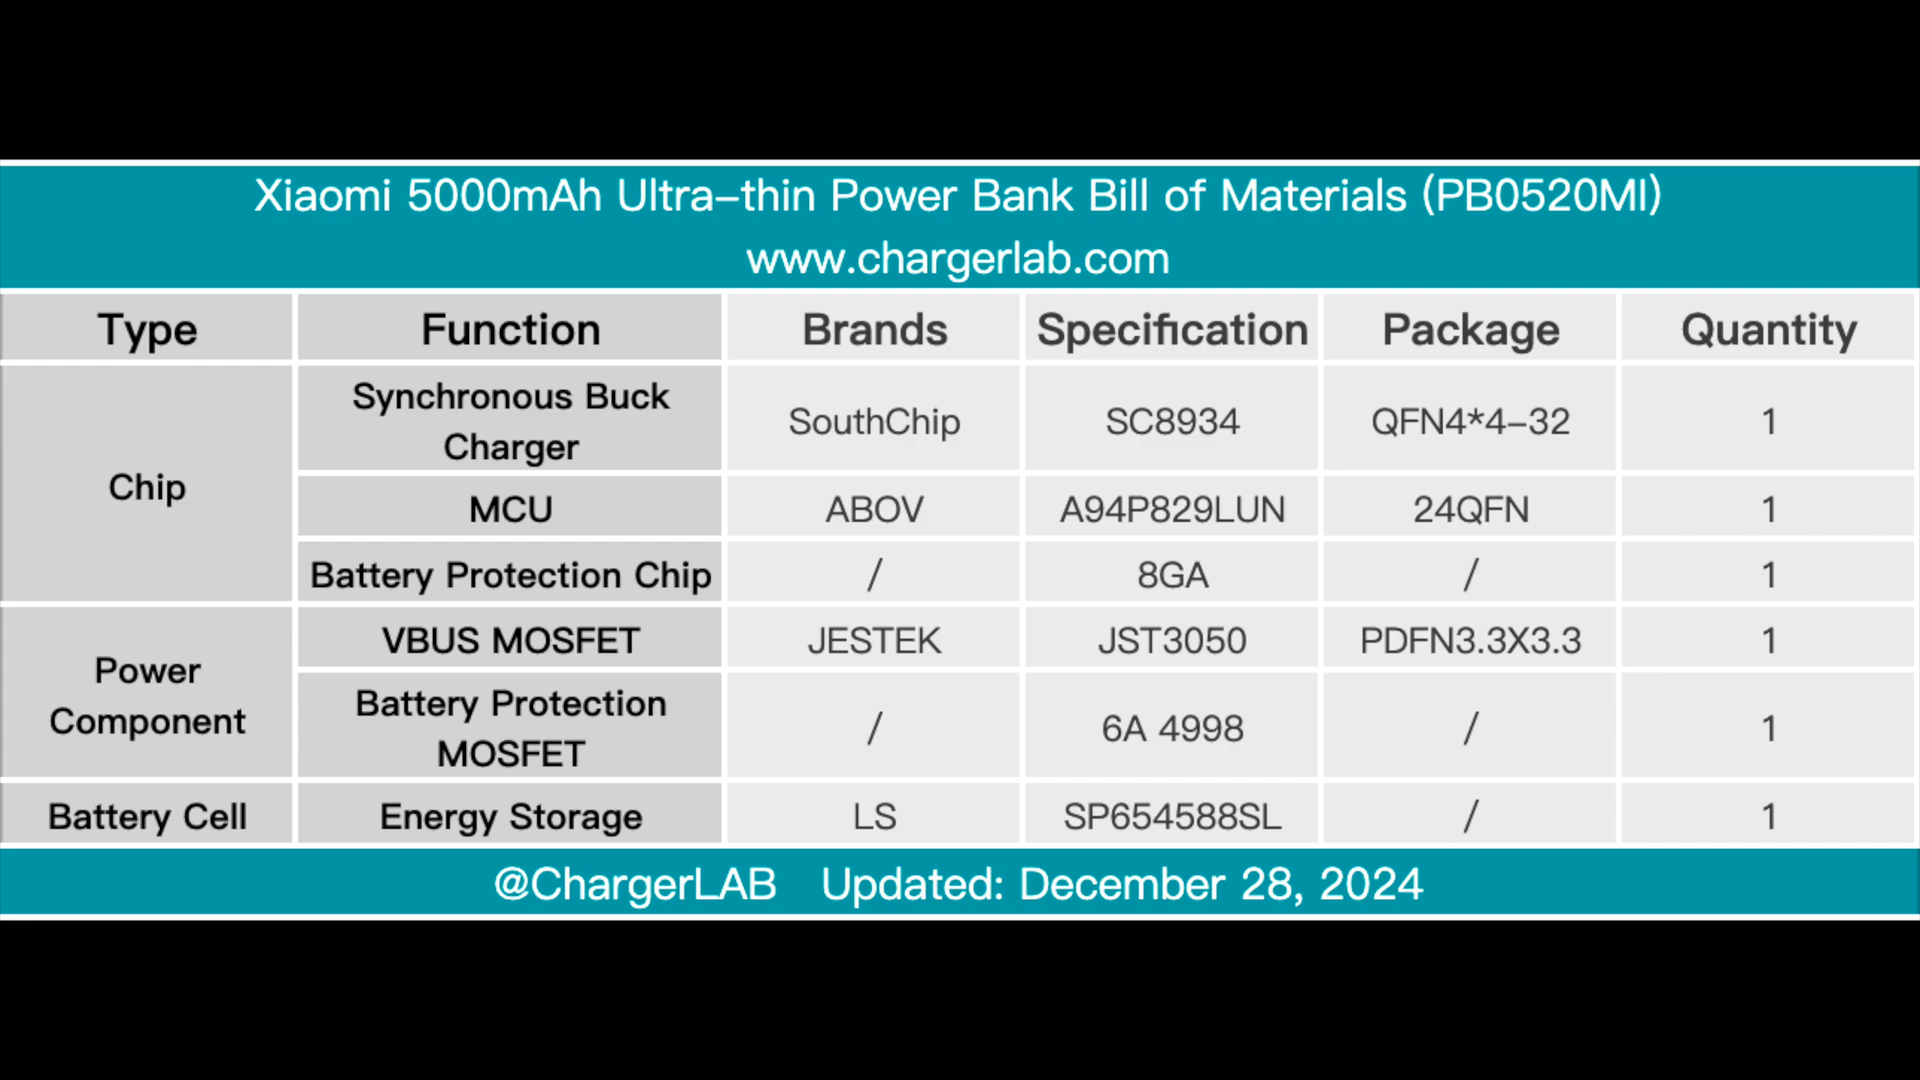 Xiaomi 5000mAh Ultra-thin Power Bank Bill of Materials (PB0520MI)
www.chargerlab.com
Type Function Brands Specification Package Quantity
Chip
Synchronous Buck
Charger
SouthChip SC8934 QFN4*4-32 1
MCU ABOV A94P829LUN 24QFN 1
Battery Protection Chip / 8GA / 1
Power
Component
VBUS MOSFET JESTEK JST3050 PDFN3.3X3.3 1
Battery Protection
MOSFET
/ 6A 4998 / 1
Battery Cell Energy Storage LS SP654588SL / 1
@ChargerLAB Updated: December 28, 2024